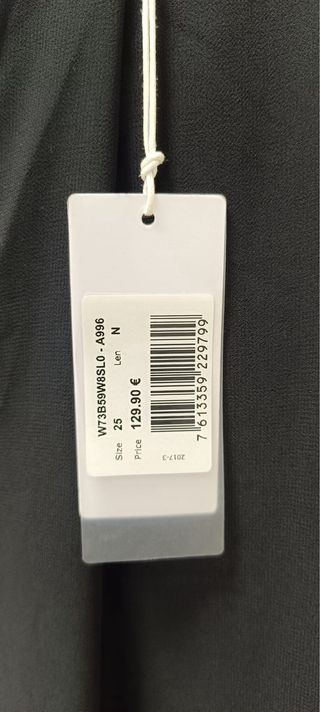 W73B59W8SL0 - A996
Size 25 Len N
Price 129.90 €
7 613359 229799
2017-3